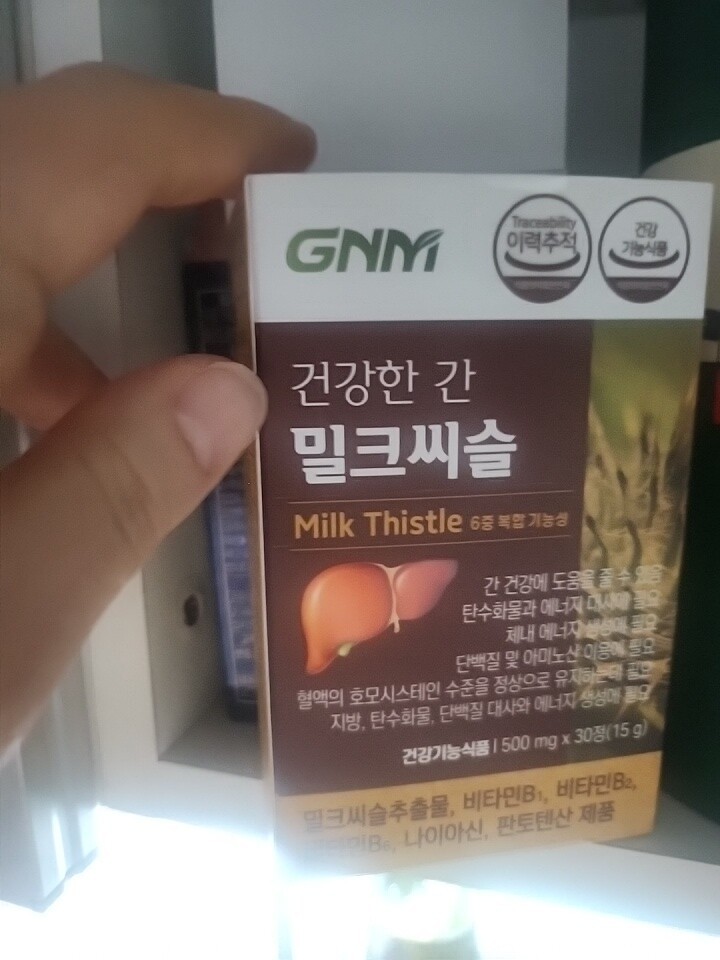 GNM
Traceability
이력추적
건강
기능식품
건강한 간
밀크씨슬
Milk Thistle 6중 복합 기능성
간 건강에 도움을 줄 수 있음
탄수화물과 에너지 대사에 필요
체내 에너지 생성에 필요
단백질 및 아미노산 이용에 필요
혈액의 호모시스테인 수준을 정상으로 유지하는데 필요
지방, 탄수화물, 단백질 대사와 에너지 생성에 필요
건강기능식품 | 500 mg x 30정(15 g)
밀크씨슬추출물, 비타민B₁, 비타민B₂,
비타민B₆, 나이아신, 판토텐산 제품